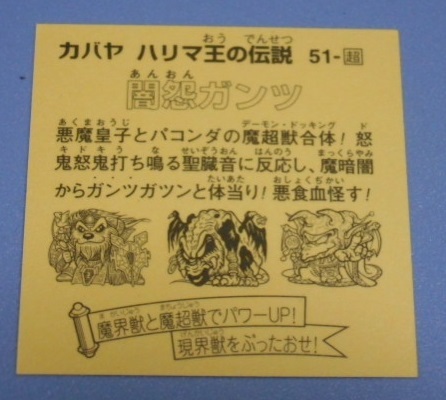 カバヤ ハリマ王の伝説 51-超
闇怨ガンツ
悪魔皇子とバコンダの魔超獣合体!怒
鬼怒鬼打ち鳴る聖臓音に反応し、魔暗闇
からガンツガツンと体当り!悪食血怪す!
魔界獣と魔超獣でパワーUP!
現界獣をぶったおせ!